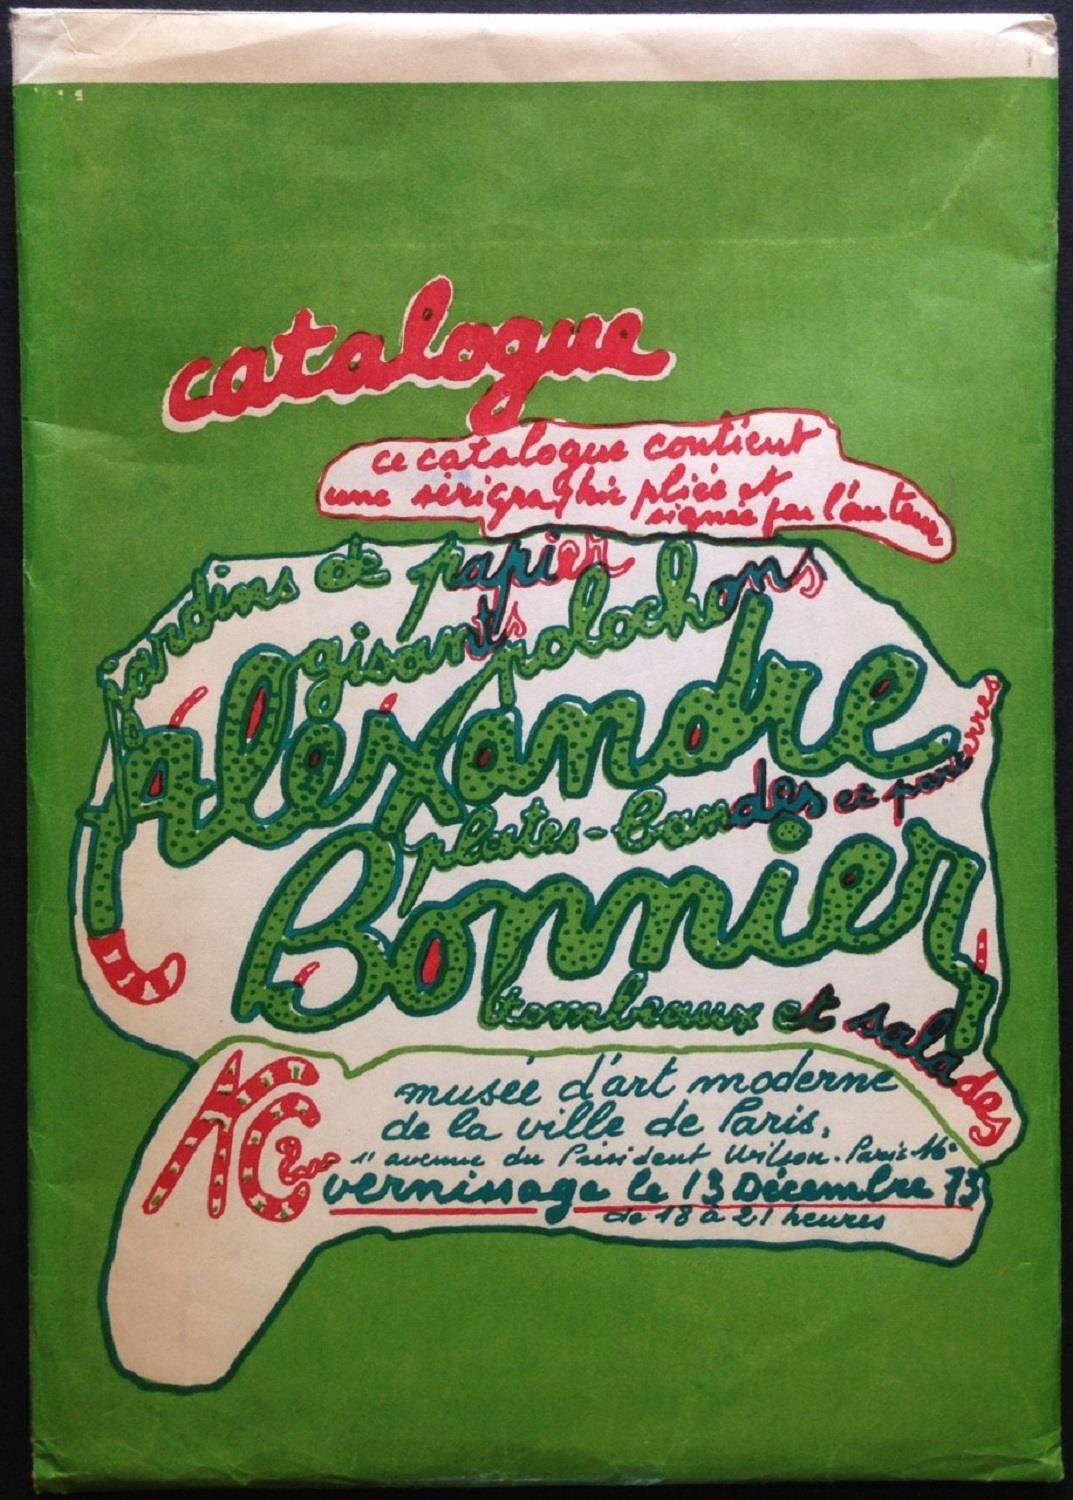 catalogue
ce catalogue contient
une sérigraphie pliée et
signée par l'auteur
jardins de papier
gisants polochons
Alexandre
plates-bandes et parterres
Bonnier
tombeaux et salades
ARC 2
musée d'art moderne
de la ville de Paris,
11 avenue du Président Wilson. Paris. 16e
vernissage le 13 Décembre 73
de 18 à 21 heures